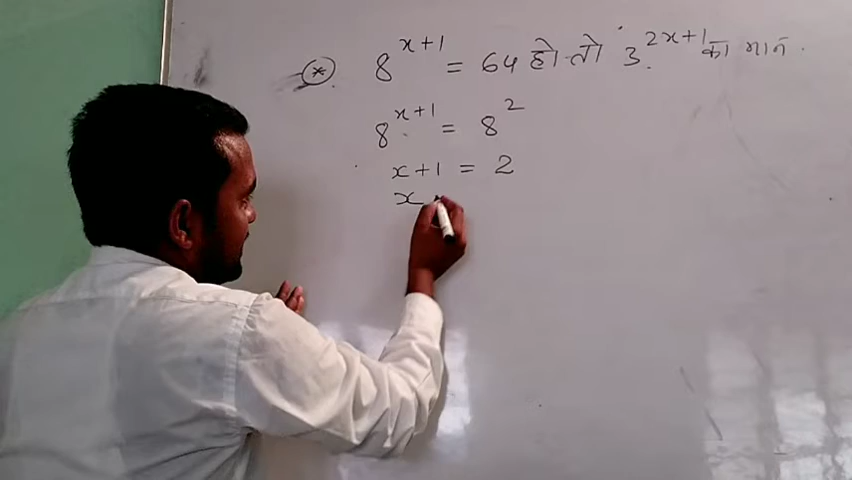 * 8^{x+1} = 64 हो तो 3^{2x+1} का मान
8^{x+1} = 8^2
x+1 = 2
x